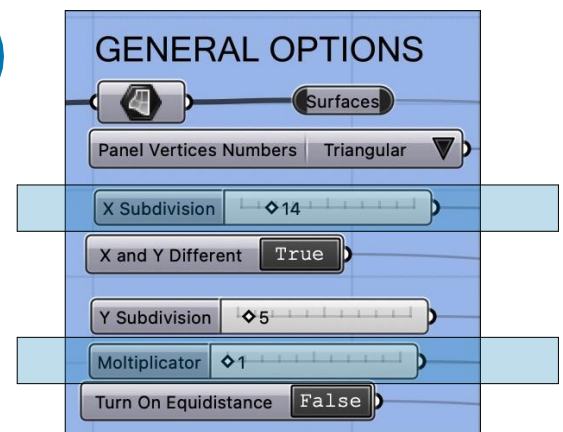 GENERAL OPTIONS
Surfaces
Panel Vertices Numbers Triangular
X Subdivision 14
X and Y Different True
Y Subdivision 5
Moltiplicator 1
Turn On Equidistance False